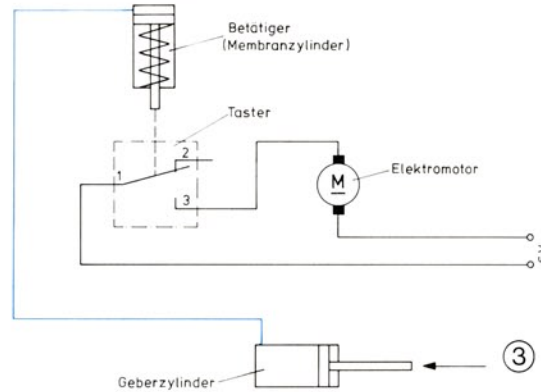 Betätiger
(Membranzylinder)
Taster
2
1
3
M
Elektromotor
Geberzylinder
3